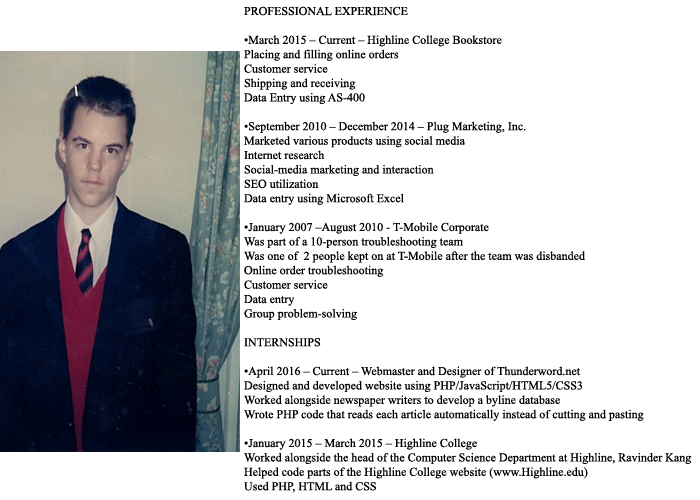 PROFESSIONAL EXPERIENCE
•March 2015 – Current – Highline College Bookstore
Placing and filling online orders
Customer service
Shipping and receiving
Data Entry using AS-400
•September 2010 – December 2014 – Plug Marketing, Inc.
Marketed various products using social media
Internet research
Social-media marketing and interaction
SEO utilization
Data entry using Microsoft Excel
•January 2007 –August 2010 - T-Mobile Corporate
Was part of a 10-person troubleshooting team
Was one of  2 people kept on at T-Mobile after the team was disbanded
Online order troubleshooting
Customer service
Data entry
Group problem-solving
INTERNSHIPS
•April 2016 – Current – Webmaster and Designer of Thunderword.net
Designed and developed website using PHP/JavaScript/HTML5/CSS3
Worked alongside newspaper writers to develop a byline database
Wrote PHP code that reads each article automatically instead of cutting and pasting
•January 2015 – March 2015 – Highline College
Worked alongside the head of the Computer Science Department at Highline, Ravinder Kang
Helped code parts of the Highline College website (www.Highline.edu)
Used PHP, HTML and CSS